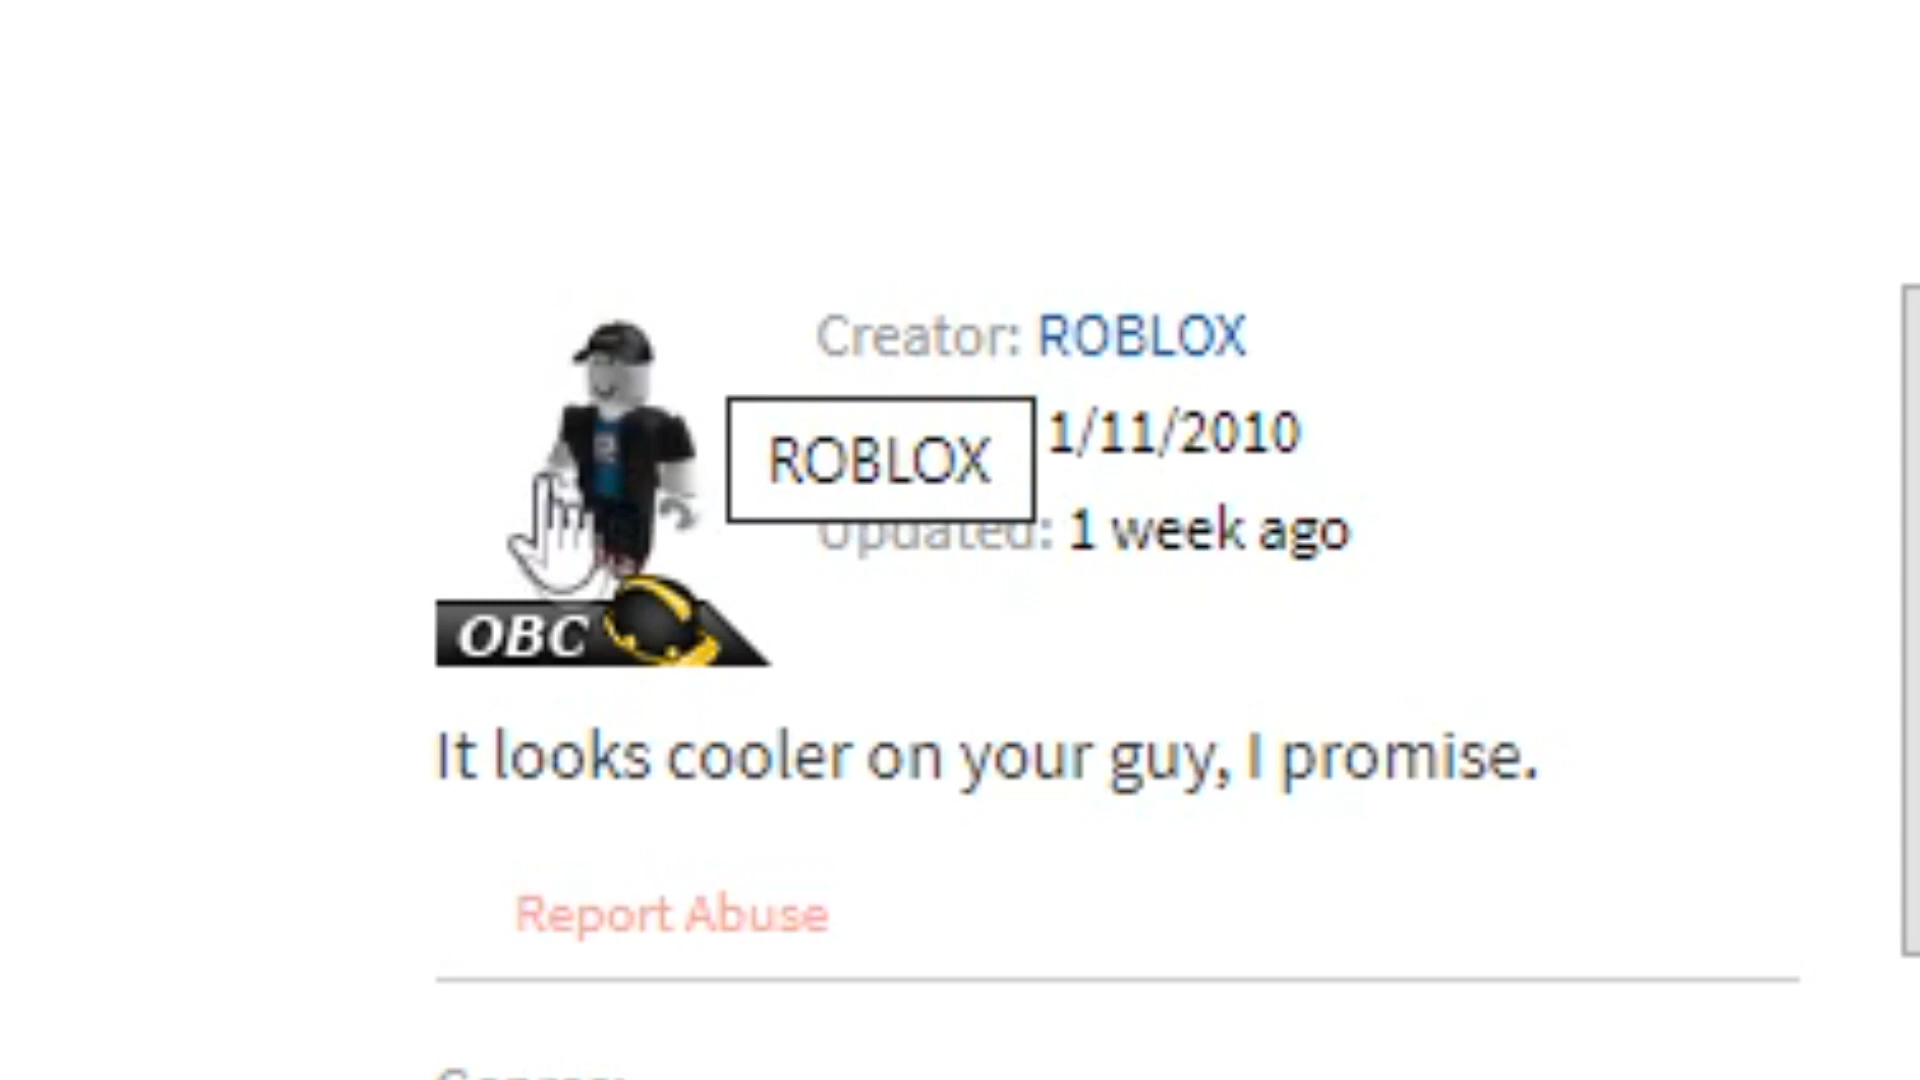 Creator: ROBLOX
ROBLOX
1/11/2010
Updated: 1 week ago
OBC
It looks cooler on your guy, I promise.
Report Abuse